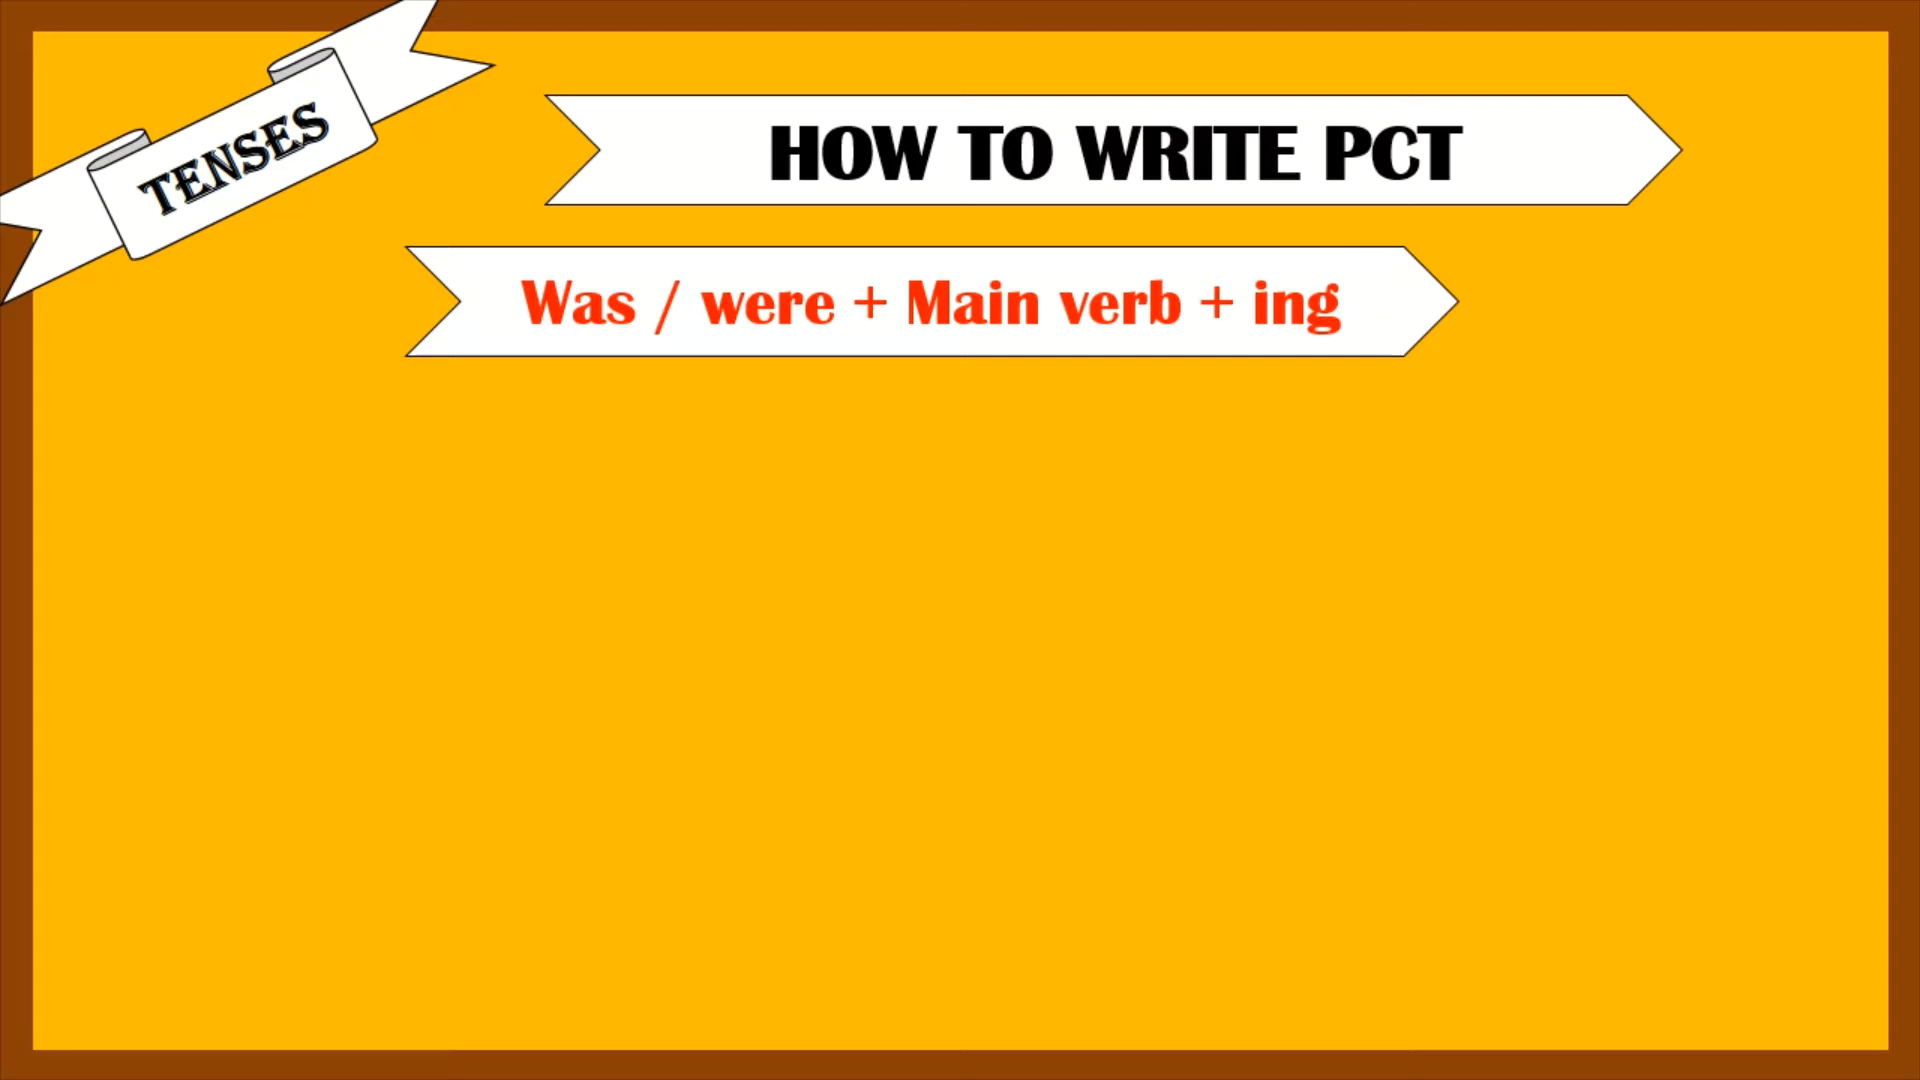 TENSES
HOW TO WRITE PCT
Was / were + Main verb + ing